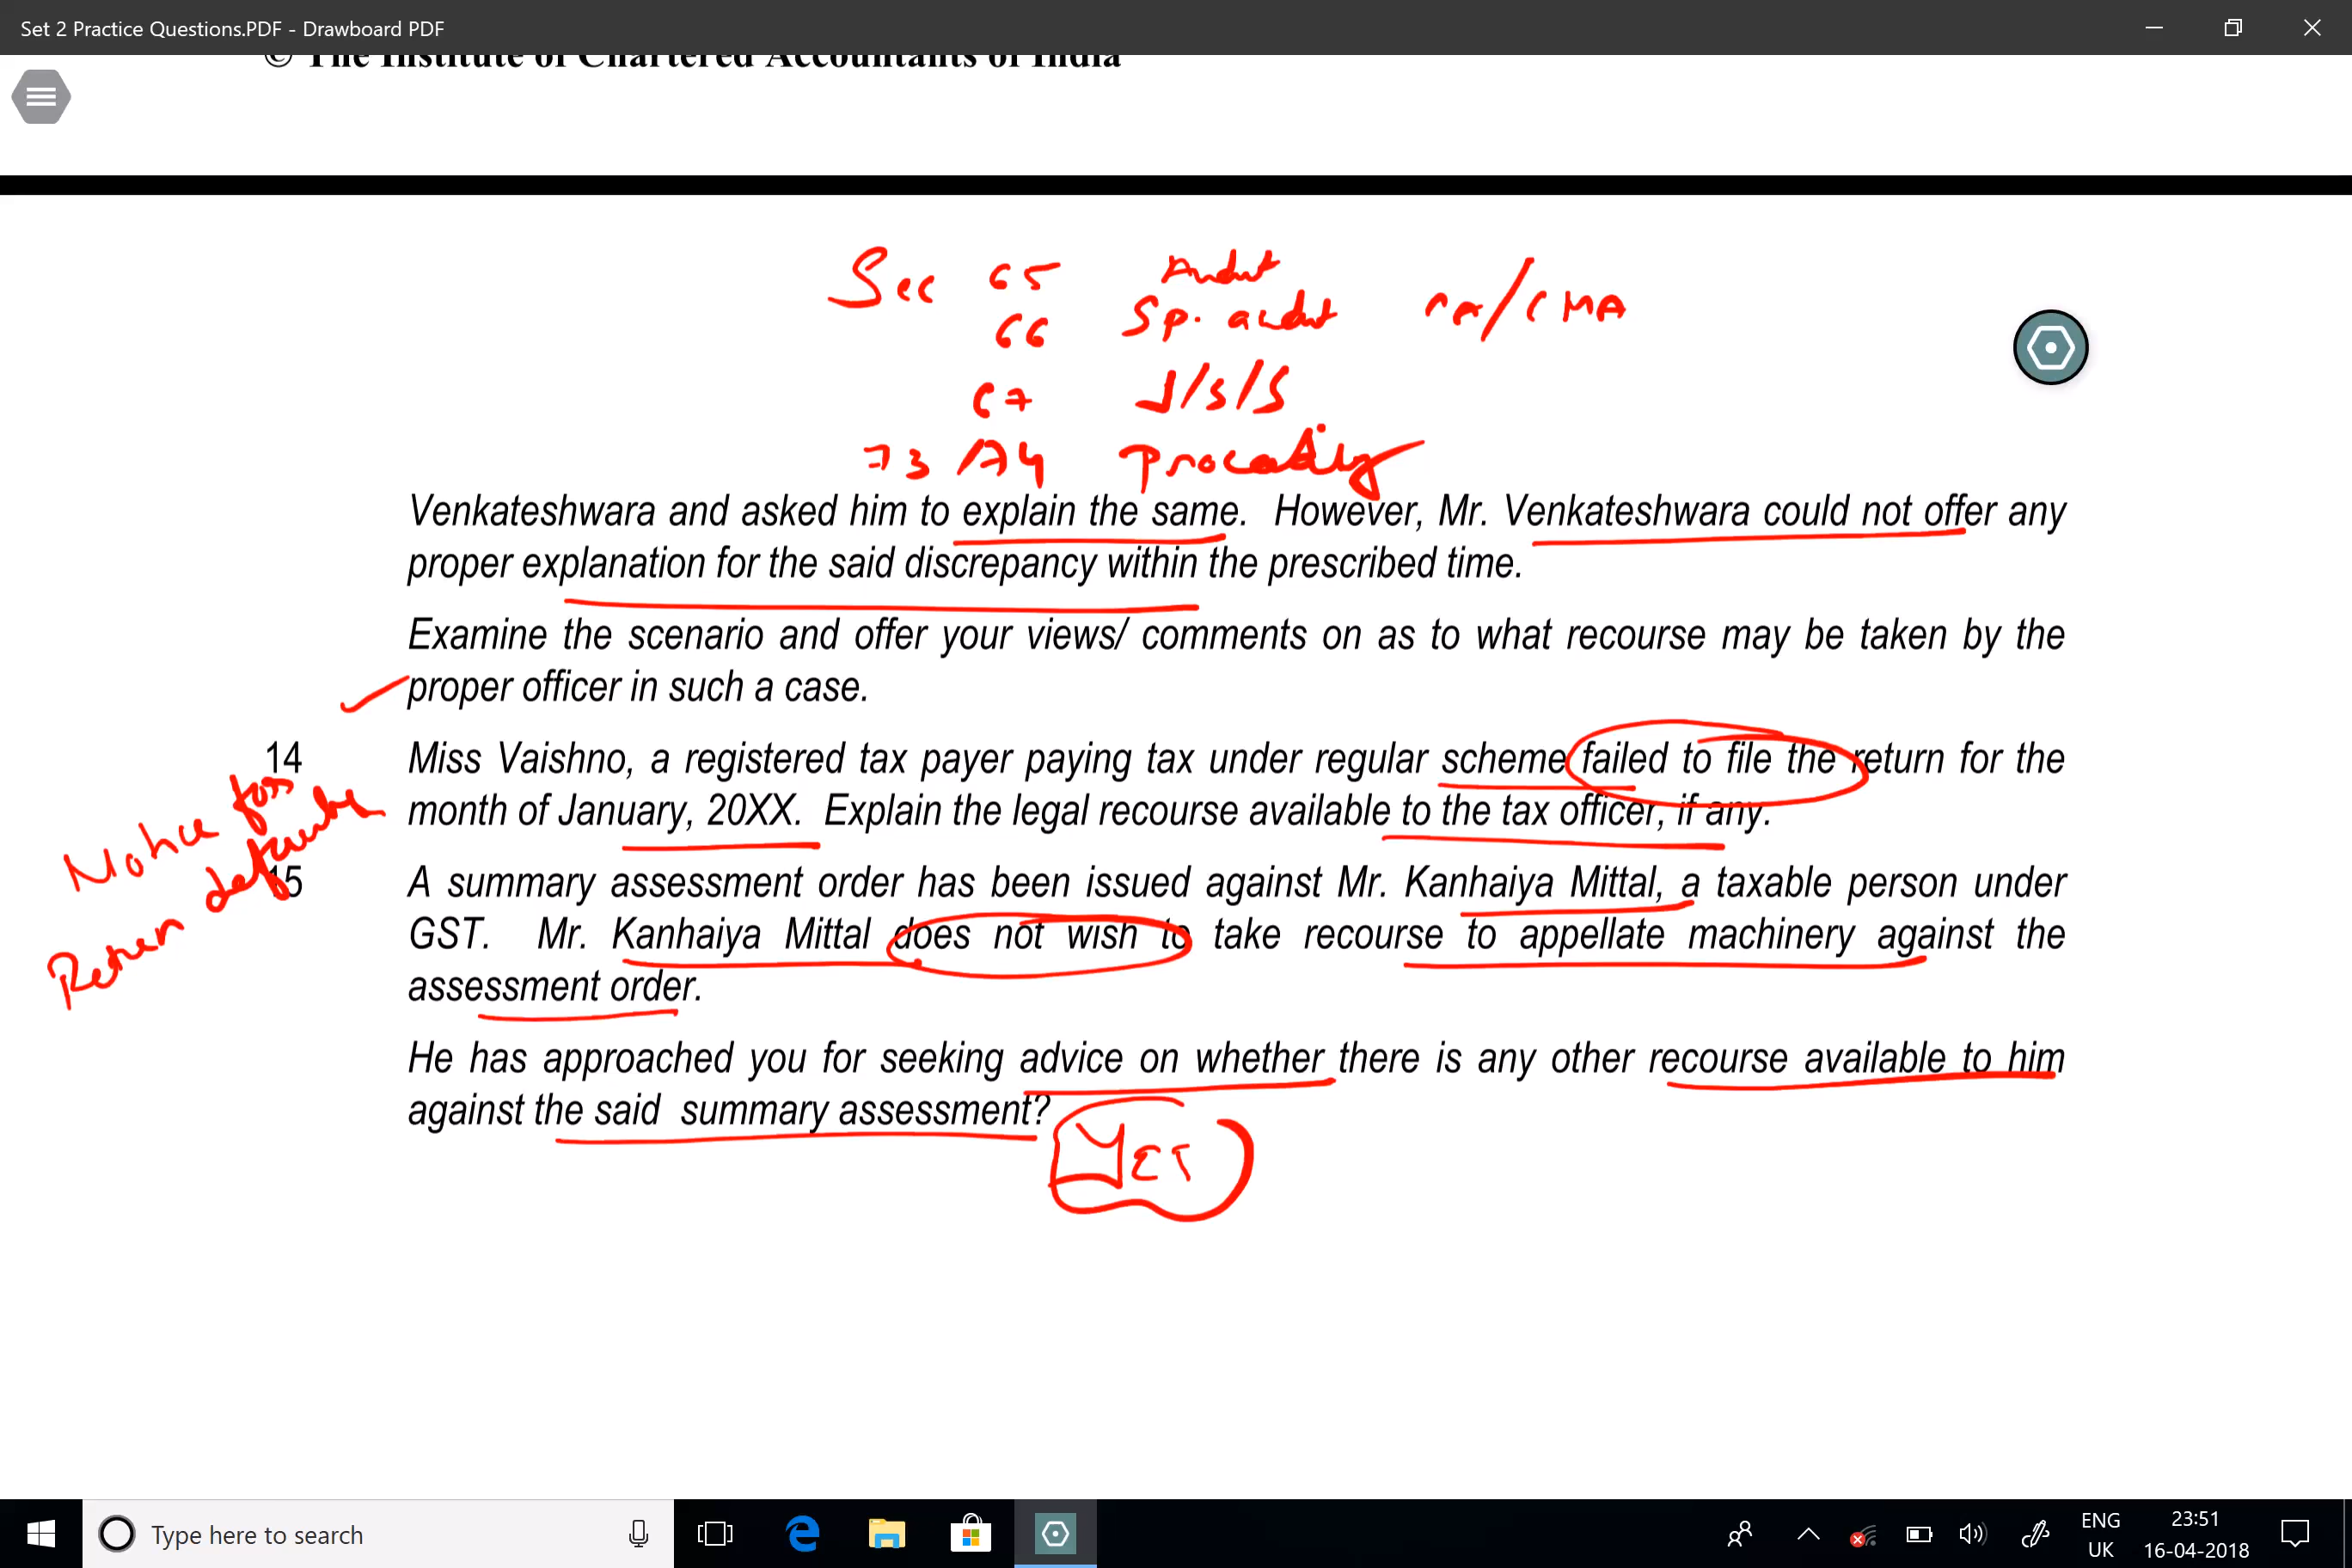 Set 2 Practice Questions.PDF - Drawboard PDF
© The Institute of Chartered Accountants of India
Sec 65 Audit
66 Sp. audit CA/CMA
67 I/S/S
73/74 Proceeding
Venkateshwara and asked him to explain the same. However, Mr. Venkateshwara could not offer any
proper explanation for the said discrepancy within the prescribed time.
Examine the scenario and offer your views/ comments on as to what recourse may be taken by the
proper officer in such a case.
14 Miss Vaishno, a registered tax payer paying tax under regular scheme failed to file the return for the
month of January, 20XX. Explain the legal recourse available to the tax officer, if any.
Notice for
Return defaulter
15 A summary assessment order has been issued against Mr. Kanhaiya Mittal, a taxable person under
GST. Mr. Kanhaiya Mittal does not wish to take recourse to appellate machinery against the
assessment order.
He has approached you for seeking advice on whether there is any other recourse available to him
against the said summary assessment?
Yes
Type here to search
ENG
UK
23:51
16-04-2018